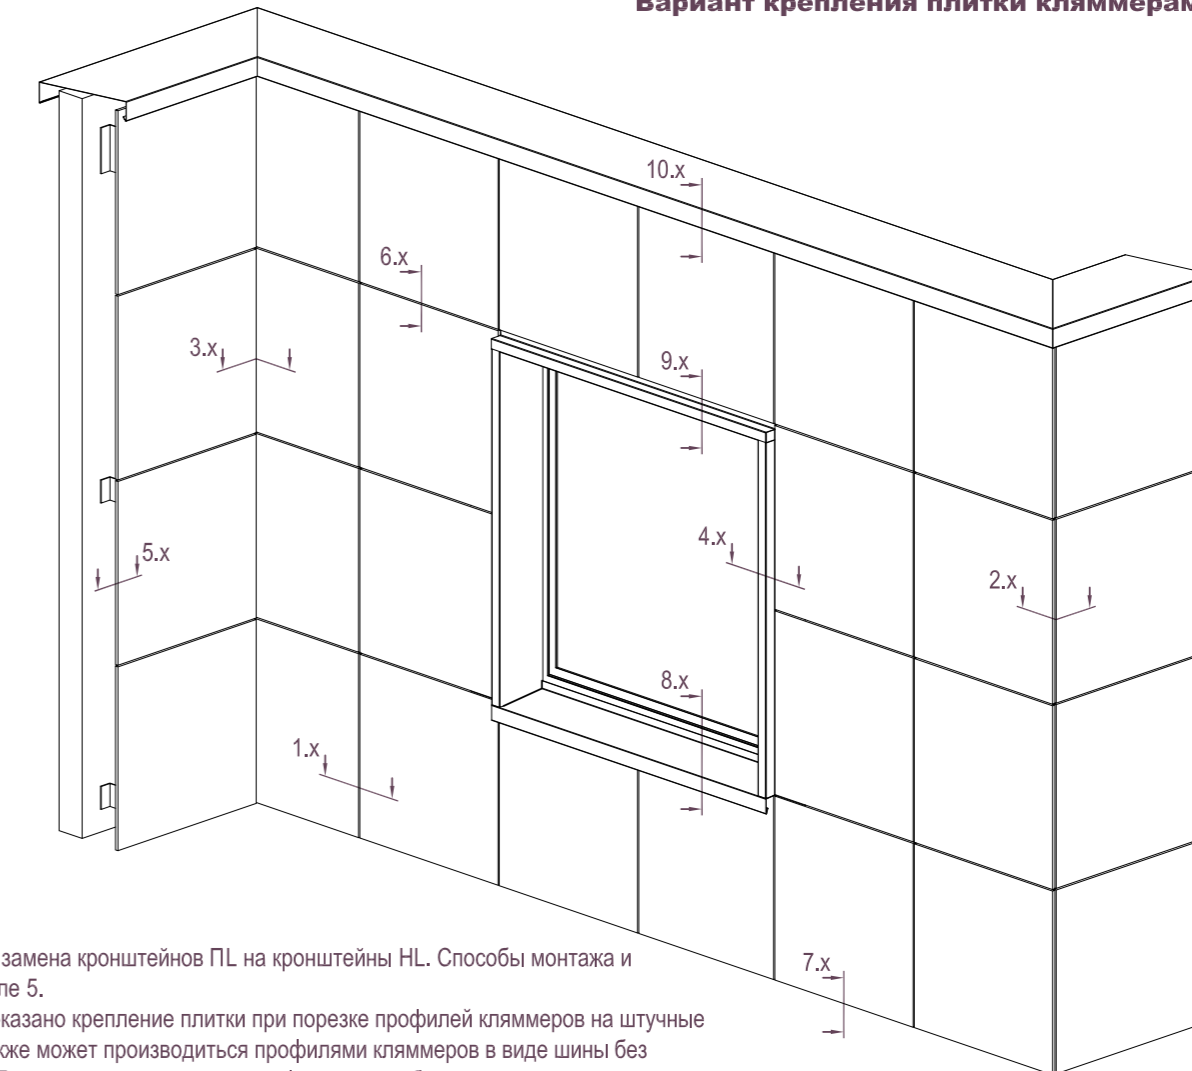 Вариант крепления плитки кляммерам
10.x
6.x
3.x
9.x
5.x
4.x
2.x
8.x
1.x
7.x
замена кронштейнов ПL на кронштейны НL. Способы монтажа и
ле 5.
казано крепление плитки при порезке профилей кляммеров на штучные
кже может производиться профилями кляммеров в виде шины без